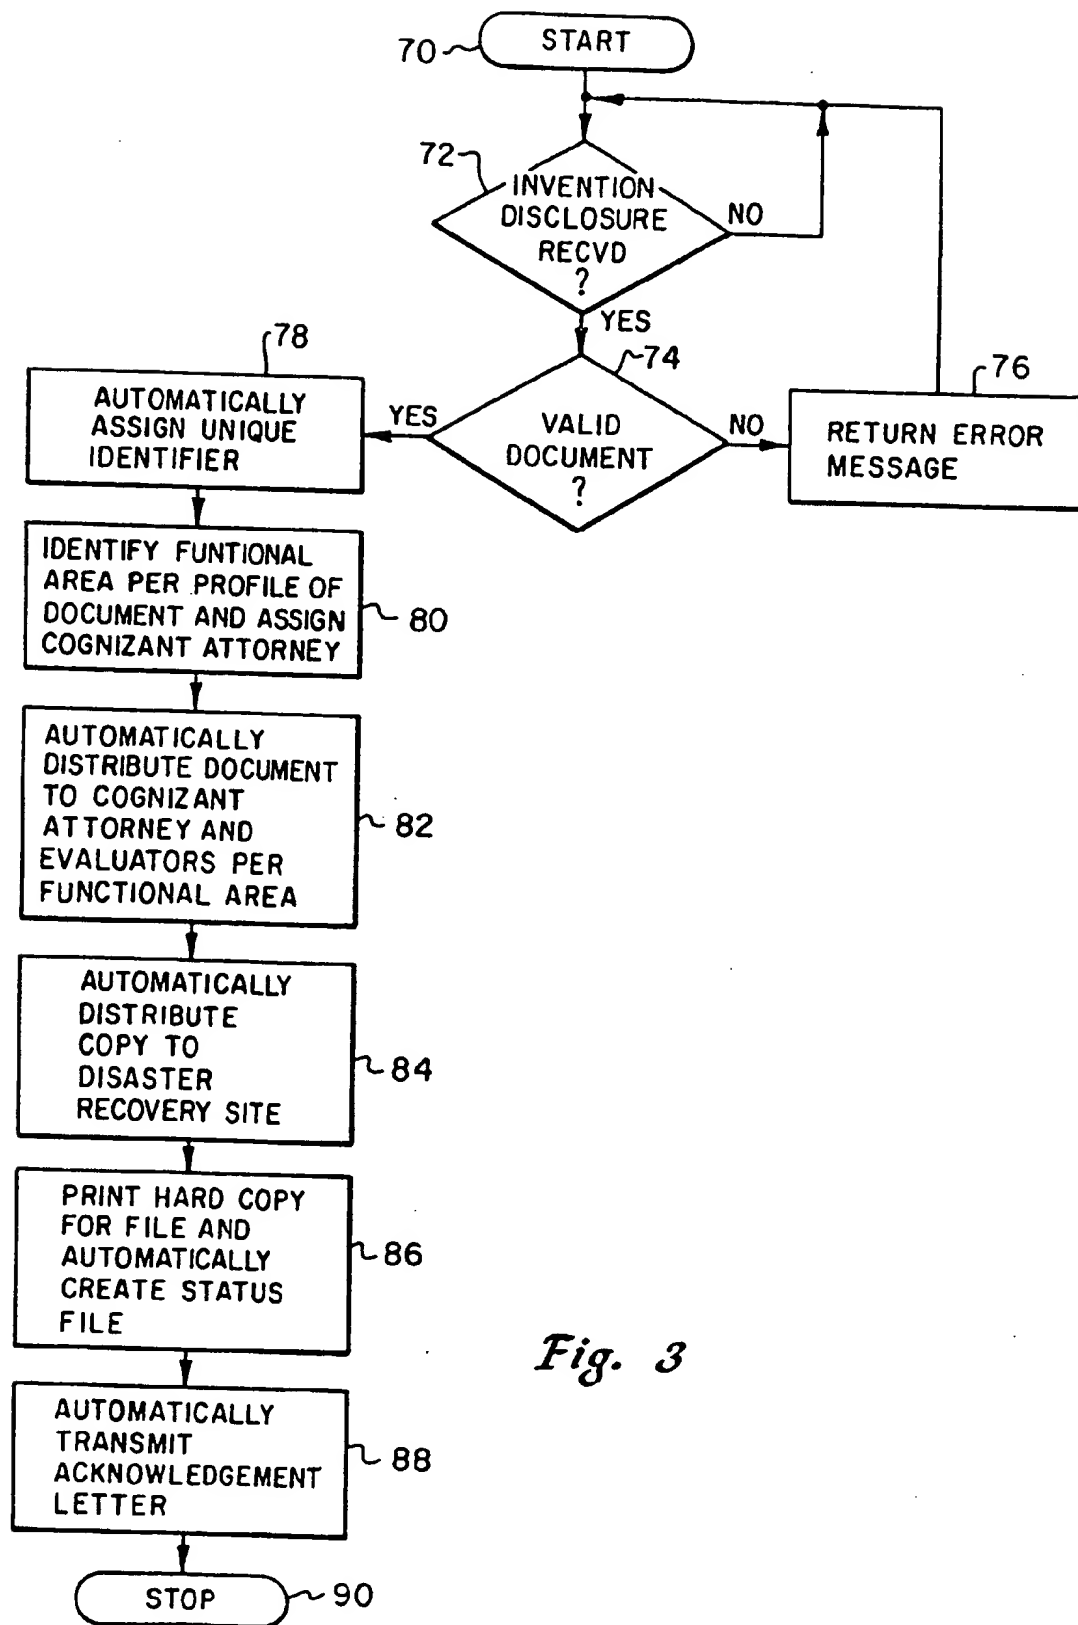 START
70
72
INVENTION
DISCLOSURE
RECVD
?
NO
YES
74
VALID
DOCUMENT
?
YES
NO
76
RETURN ERROR
MESSAGE
78
AUTOMATICALLY
ASSIGN UNIQUE
IDENTIFIER
IDENTIFY FUNTIONAL
AREA PER PROFILE OF
DOCUMENT AND ASSIGN
COGNIZANT ATTORNEY
80
AUTOMATICALLY
DISTRIBUTE DOCUMENT
TO COGNIZANT
ATTORNEY AND
EVALUATORS PER
FUNCTIONAL AREA
82
AUTOMATICALLY
DISTRIBUTE
COPY TO
DISASTER
RECOVERY SITE
84
PRINT HARD COPY
FOR FILE AND
AUTOMATICALLY
CREATE STATUS
FILE
86
AUTOMATICALLY
TRANSMIT
ACKNOWLEDGEMENT
LETTER
88
STOP
90
Fig. 3